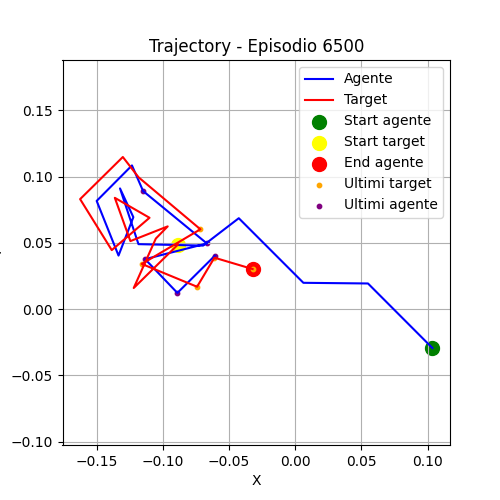 Trajectory - Episodio 6500
Agente
Target
Start agente
Start target
End agente
Ultimi target
Ultimi agente
0.15
0.10
0.05
0.00
−0.05
−0.10
−0.15
−0.10
−0.05
0.00
0.05
0.10
X